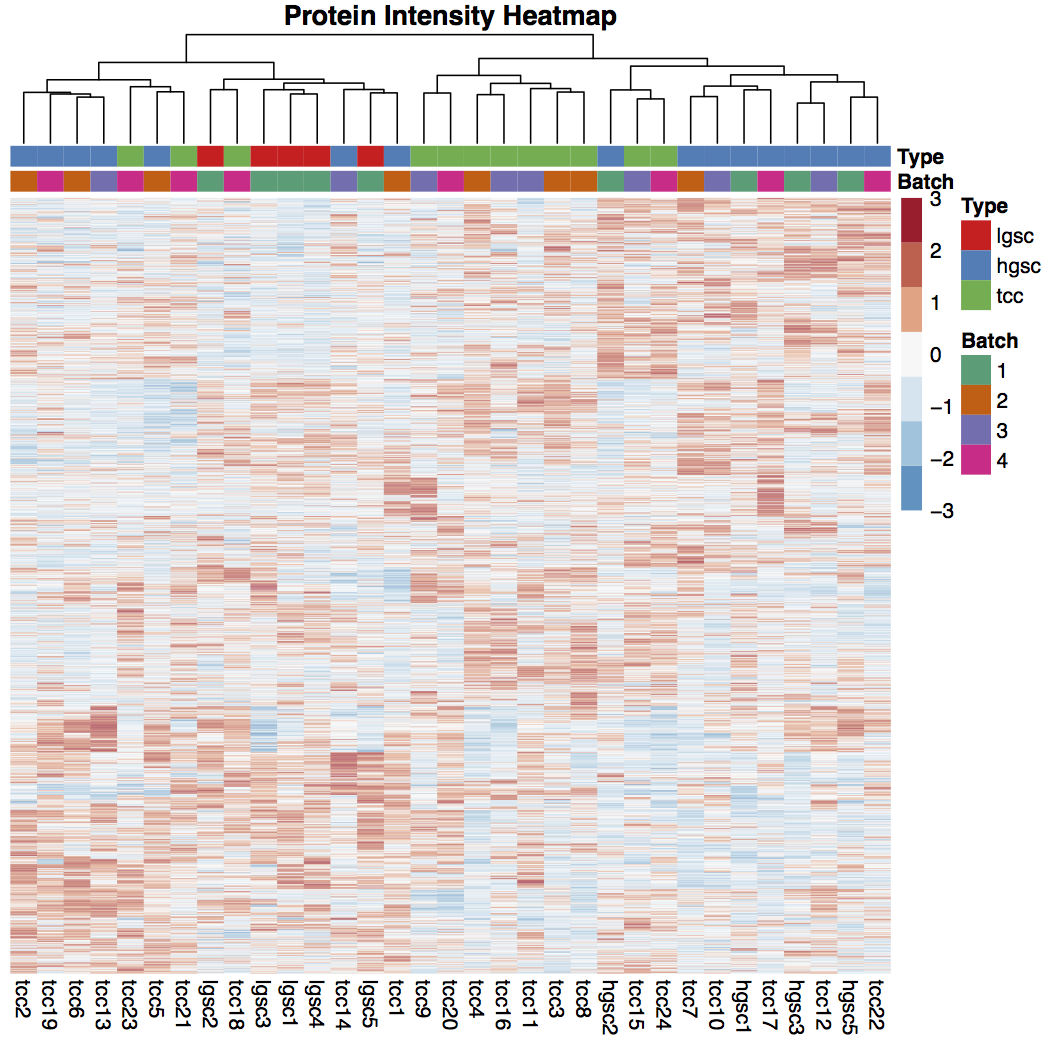 Protein Intensity Heatmap
Type
Batch
3
2
1
0
−1
−2
−3
Type
lgsc
hgsc
tcc
Batch
1
2
3
4
tcc2
tcc19
tcc6
tcc13
tcc23
tcc5
tcc21
lgsc2
tcc18
lgsc3
lgsc1
lgsc4
tcc14
lgsc5
tcc1
tcc9
tcc20
tcc4
tcc16
tcc11
tcc3
tcc8
hgsc2
tcc15
tcc24
tcc7
tcc10
hgsc1
tcc17
hgsc3
tcc12
hgsc5
tcc22